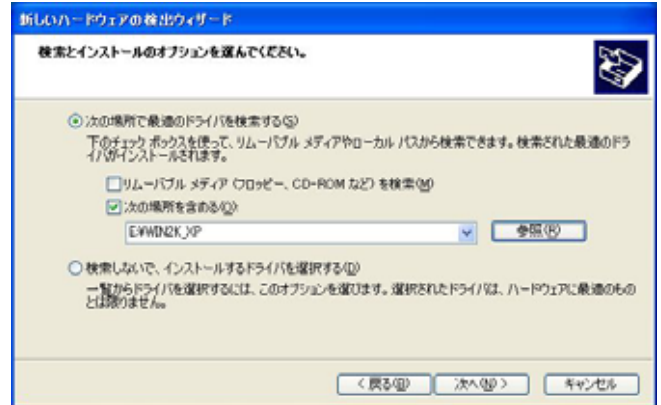 新しいハードウェアの検出ウィザード
検索とインストールのオプションを選んでください。
次の場所で最適のドライバを検索する(S)
下のチェック ボックスを使って、リムーバブル メディアやローカル パスから検索できます。検索された最適のドラ
イバがインストールされます。
リムーバブル メディア (フロッピー、CD-ROM など) を検索(M)
次の場所を含める(O):
E:¥WIN2K_XP
参照(R)
検索しないで、インストールするドライバを選択する(D)
一覧からドライバを選択するには、このオプションを選びます。選択されたドライバは、ハードウェアに最適のもの
とは限りません。
< 戻る(B)
次へ(N) >
キャンセル